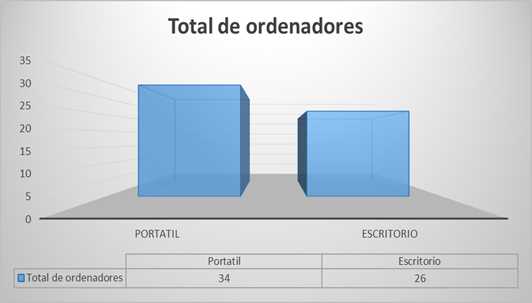 Total de ordenadores
35
30
25
20
15
10
5
0
PORTATIL ESCRITORIO
Portatil Escritorio
Total de ordenadores 34 26